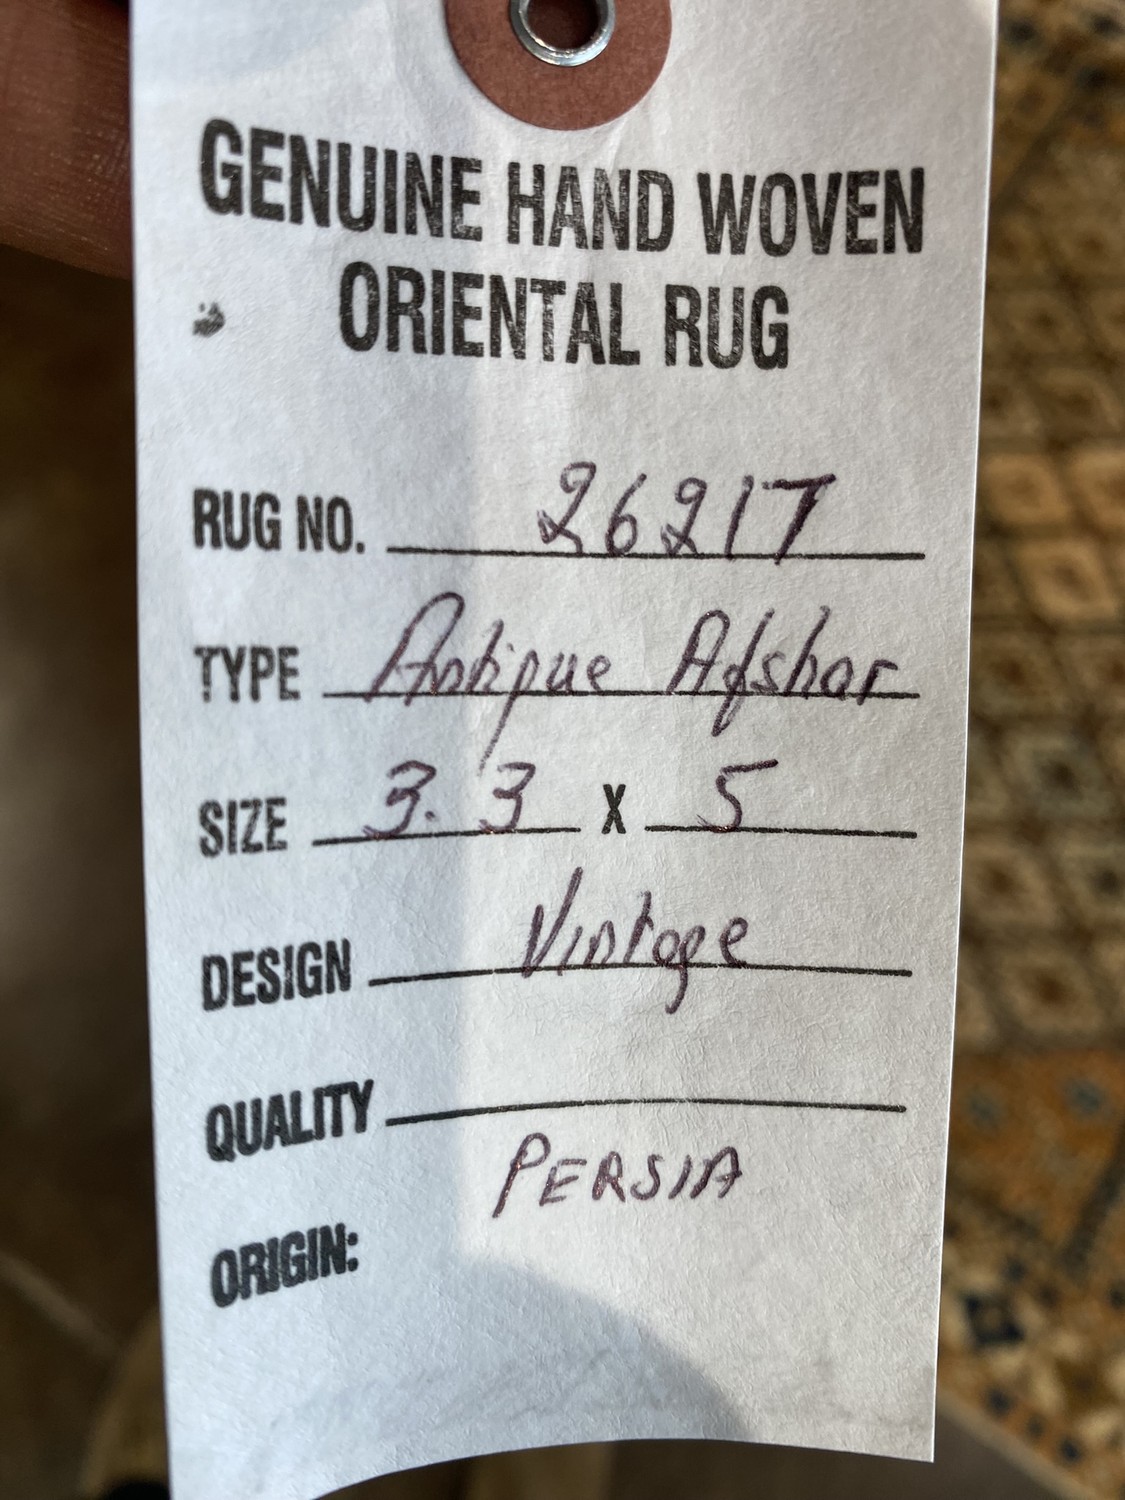 GENUINE HAND WOVEN
ORIENTAL RUG
RUG NO. 26217
TYPE Antique Afshar
SIZE 3.3 X 5
DESIGN Vintage
QUALITY
PERSIA
ORIGIN: